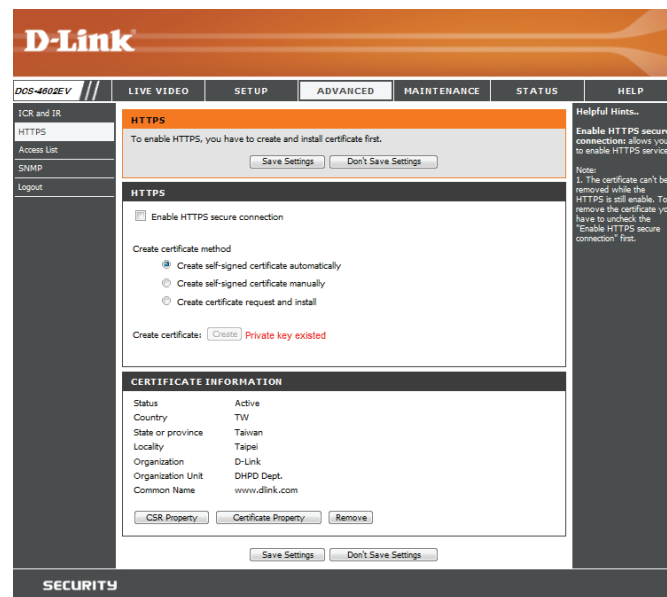 D-Link
DCS-4602EV // LIVE VIDEO SETUP ADVANCED MAINTENANCE STATUS HELP
ICR and IR
HTTPS
Access List
SNMP
Logout
HTTPS
To enable HTTPS, you have to create and install certificate first.
Save Settings Don't Save Settings
HTTPS
Enable HTTPS secure connection
Create certificate method
Create self-signed certificate automatically
Create self-signed certificate manually
Create certificate request and install
Create certificate: Create Private key existed
CERTIFICATE INFORMATION
Status Active
Country TW
State or province Taiwan
Locality Taipei
Organization D-Link
Organization Unit DHPD Dept.
Common Name www.dlink.com
CSR Property Certificate Property Remove
Save Settings Don't Save Settings
Helpful Hints..
Enable HTTPS secure
connection: allows you
to enable HTTPS service
Note:
1. The certificate can't be
removed while the
HTTPS is still enable. To
remove the certificate yo
have to uncheck the
"Enable HTTPS secure
connection" first.
SECURITY